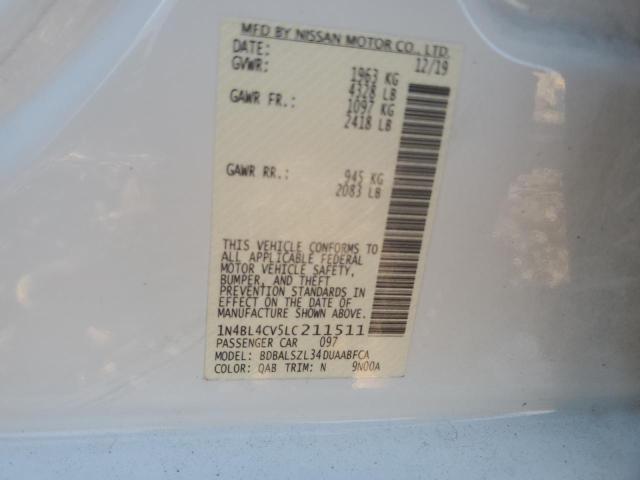 MFD BY NISSAN MOTOR CO., LTD.
DATE: 12/19
GVWR: 1963 KG
4328 LB
GAWR FR.: 1097 KG
2418 LB
GAWR RR.: 945 KG
2083 LB
THIS VEHICLE CONFORMS TO
ALL APPLICABLE FEDERAL
MOTOR VEHICLE SAFETY,
BUMPER, AND THEFT
PREVENTION STANDARDS IN
EFFECT ON THE DATE OF
MANUFACTURE SHOWN ABOVE.
1N4BL4CV5LC211511
PASSENGER CAR 097
MODEL: BDBALSZL34DUAABFCA
COLOR: QAB TRIM: N 9N00A